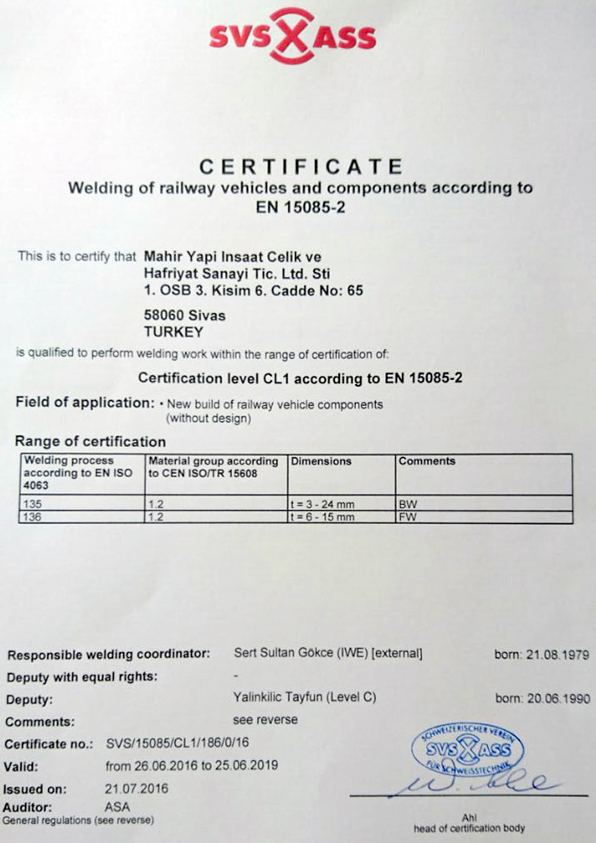 SVS ASS
CERTIFICATE
Welding of railway vehicles and components according to
EN 15085-2
This is to certify that Mahir Yapi Insaat Celik ve
Hafriyat Sanayi Tic. Ltd. Sti
1. OSB 3. Kisim 6. Cadde No: 65
58060 Sivas
TURKEY
is qualified to perform welding work within the range of certification of:
Certification level CL1 according to EN 15085-2
Field of application: • New build of railway vehicle components
(without design)
Range of certification
Welding process according to EN ISO 4063 Material group according to CEN ISO/TR 15608 Dimensions Comments
135 1.2 t = 3 - 24 mm BW
136 1.2 t = 6 - 15 mm FW
Responsible welding coordinator: Sert Sultan Gökce (IWE) [external] born: 21.08.1979
Deputy with equal rights: -
Deputy: Yalinkilic Tayfun (Level C) born: 20.06.1990
Comments: see reverse
Certificate no.: SVS/15085/CL1/186/0/16
Valid: from 26.06.2016 to 25.06.2019
Issued on: 21.07.2016
Auditor: ASA
General regulations (see reverse)
SCHWEIZERISCHER VEREIN
SVS ASS
FÜR SCHWEISSTECHNIK
Ahl
head of certification body